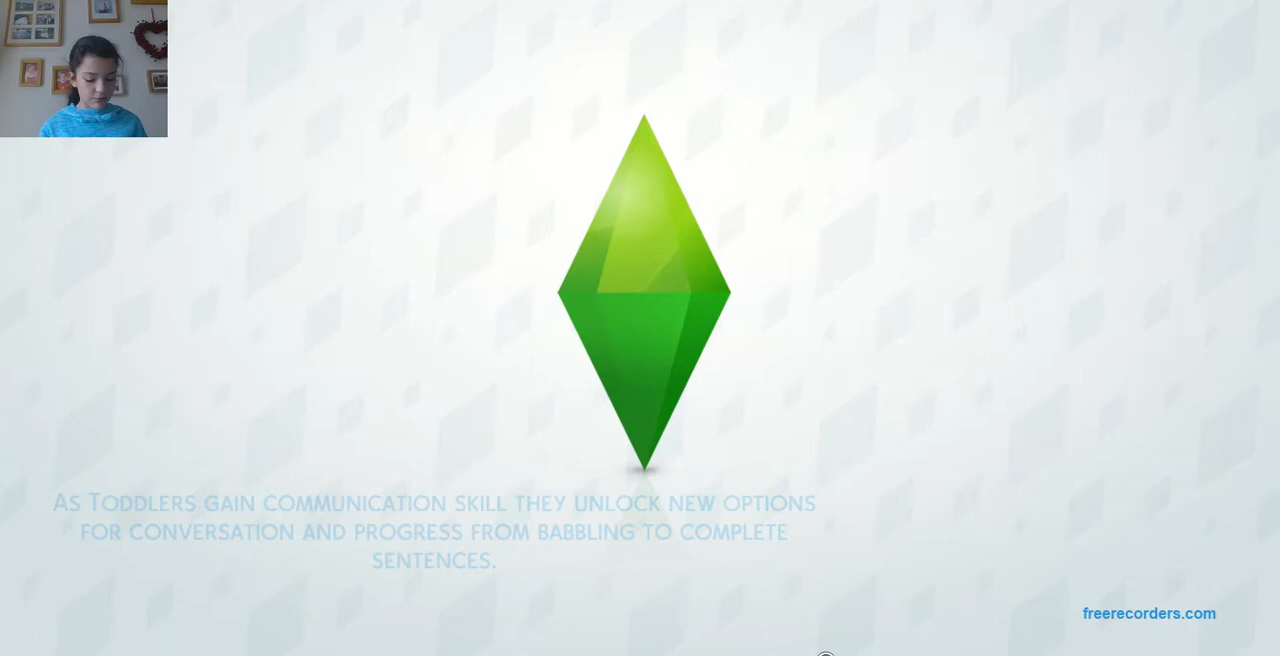 As Toddlers gain communication skill they unlock new options
for conversation and progress from babbling to complete
sentences.
freerecorders.com